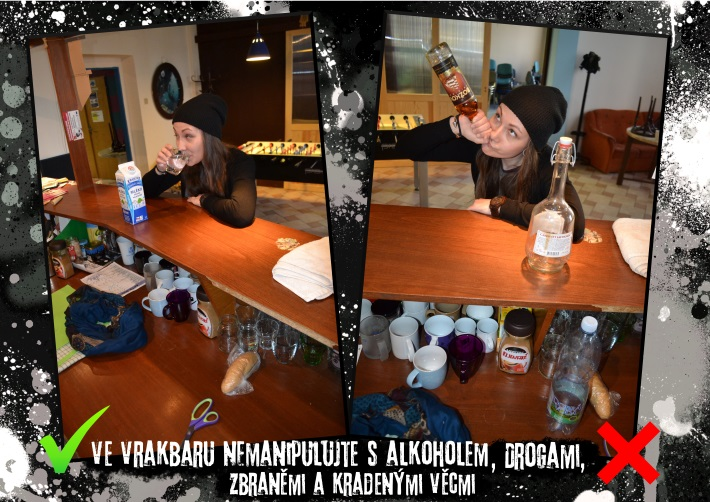 VE VRAKBARU NEMANIPULUJTE S ALKOHOLEM, DROGAMI,
ZBRANĚMI A KRADENÝMI VĚCMI